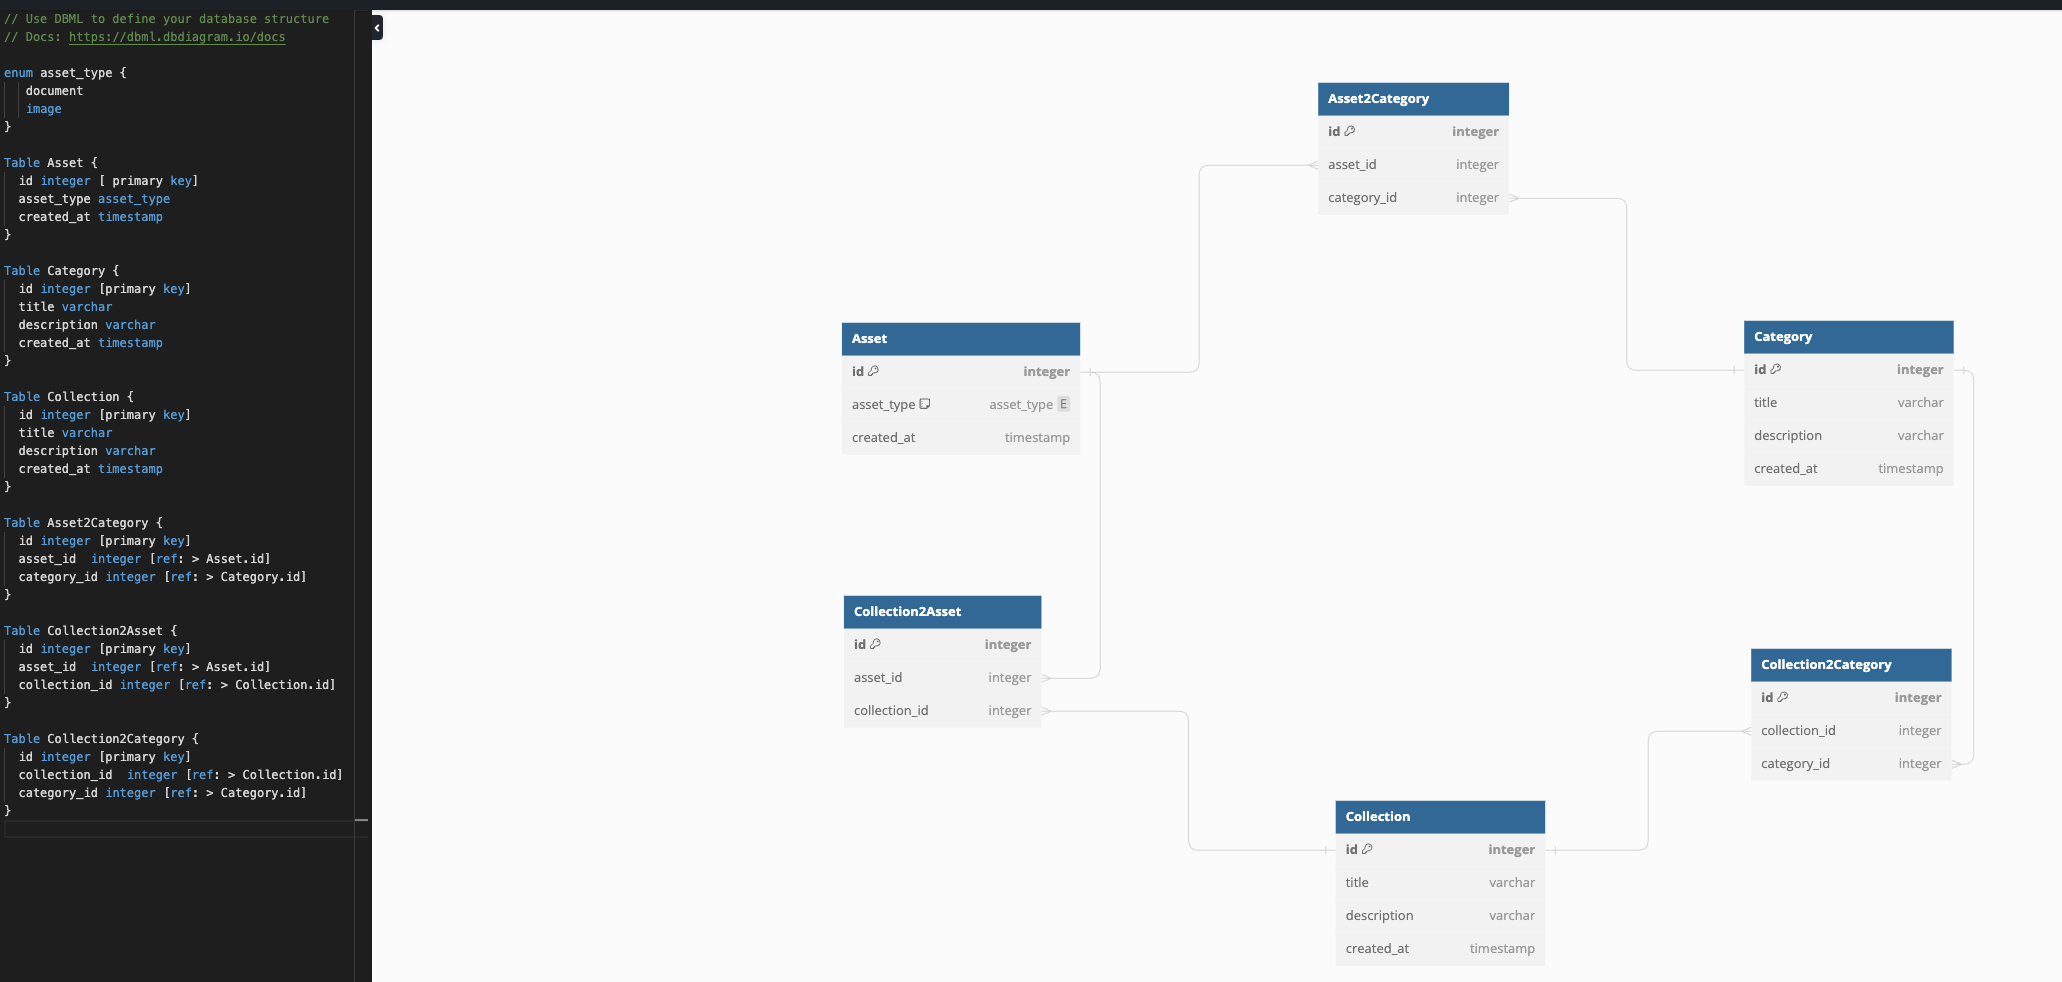 // Use DBML to define your database structure
// Docs: https://dbml.dbdiagram.io/docs
enum asset_type {
document
image
}
Table Asset {
id integer [ primary key]
asset_type asset_type
created_at timestamp
}
Table Category {
id integer [primary key]
title varchar
description varchar
created_at timestamp
}
Table Collection {
id integer [primary key]
title varchar
description varchar
created_at timestamp
}
Table Asset2Category {
id integer [primary key]
asset_id  integer [ref: > Asset.id]
category_id integer [ref: > Category.id]
}
Table Collection2Asset {
id integer [primary key]
asset_id  integer [ref: > Asset.id]
collection_id integer [ref: > Collection.id]
}
Table Collection2Category {
id integer [primary key]
collection_id  integer [ref: > Collection.id]
category_id integer [ref: > Category.id]
}
Asset2Category
id integer
asset_id integer
category_id integer
Asset
id integer
asset_type asset_type E
created_at timestamp
Category
id integer
title varchar
description varchar
created_at timestamp
Collection2Asset
id integer
asset_id integer
collection_id integer
Collection2Category
id integer
collection_id integer
category_id integer
Collection
id integer
title varchar
description varchar
created_at timestamp